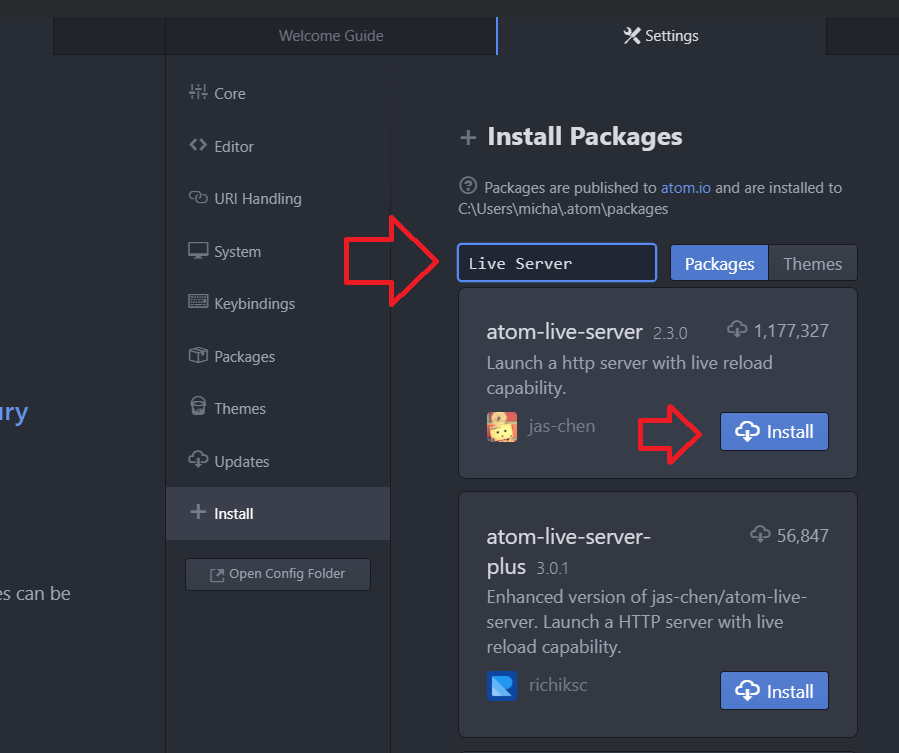 Welcome Guide
Settings
Core
Editor
URI Handling
System
Keybindings
Packages
Themes
Updates
Install
Open Config Folder
ury
es can be
Install Packages
Packages are published to atom.io and are installed to
C:\Users\micha\.atom\packages
Live Server
Packages Themes
atom-live-server 2.3.0 1,177,327
Launch a http server with live reload
capability.
jas-chen
Install
atom-live-server- 56,847
plus 3.0.1
Enhanced version of jas-chen/atom-live-
server. Launch a HTTP server with live
reload capability.
richiksc
Install